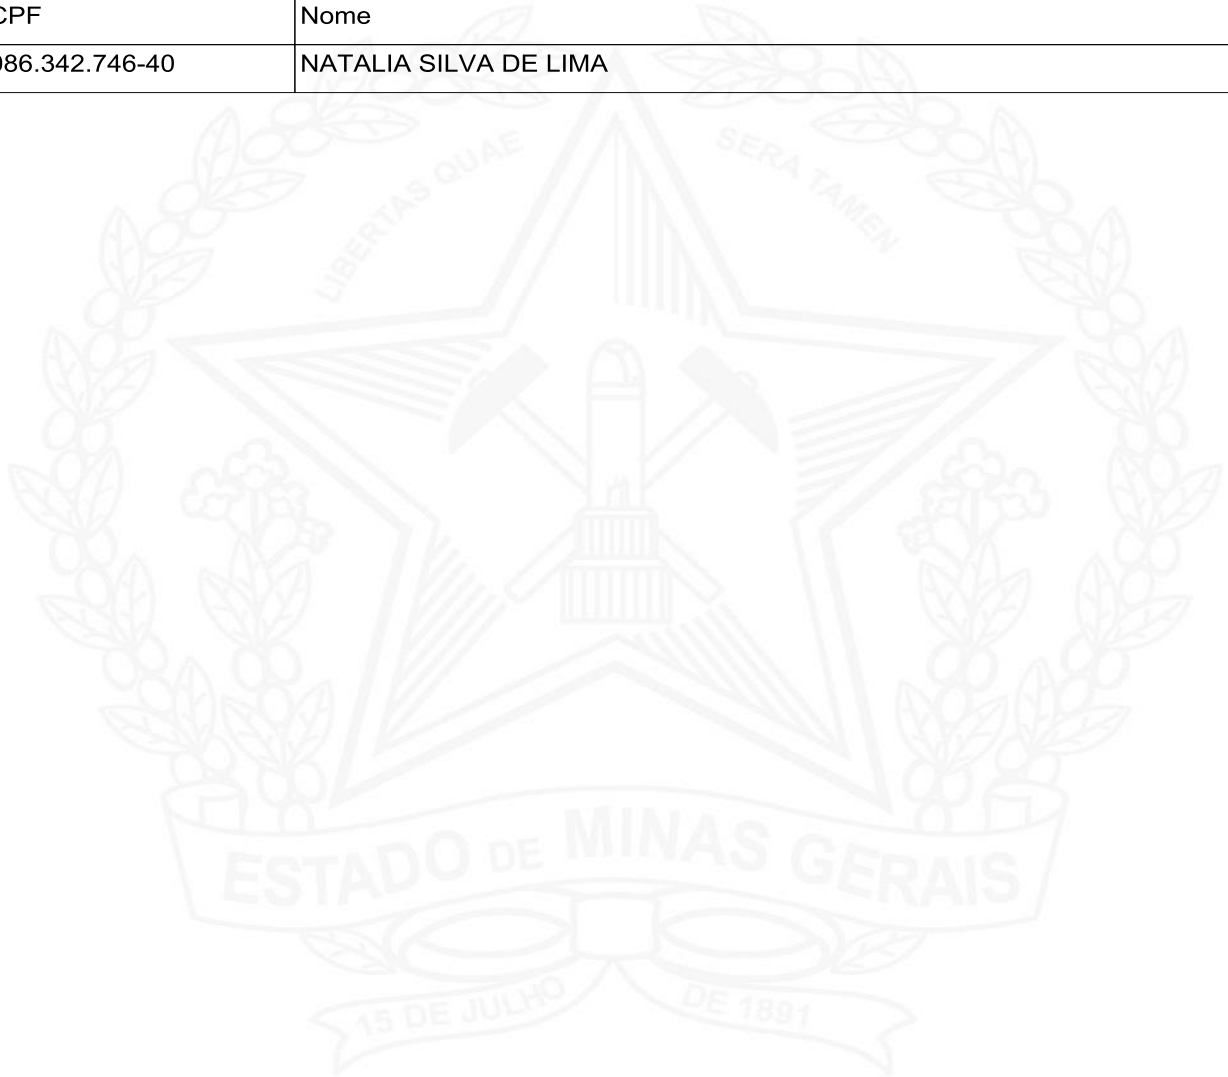 CPF Nome
086.342.746-40 NATALIA SILVA DE LIMA
LIBERTAS QUAE SERA TAMEN
ESTADO DE MINAS GERAIS
15 DE JULHO DE 1891